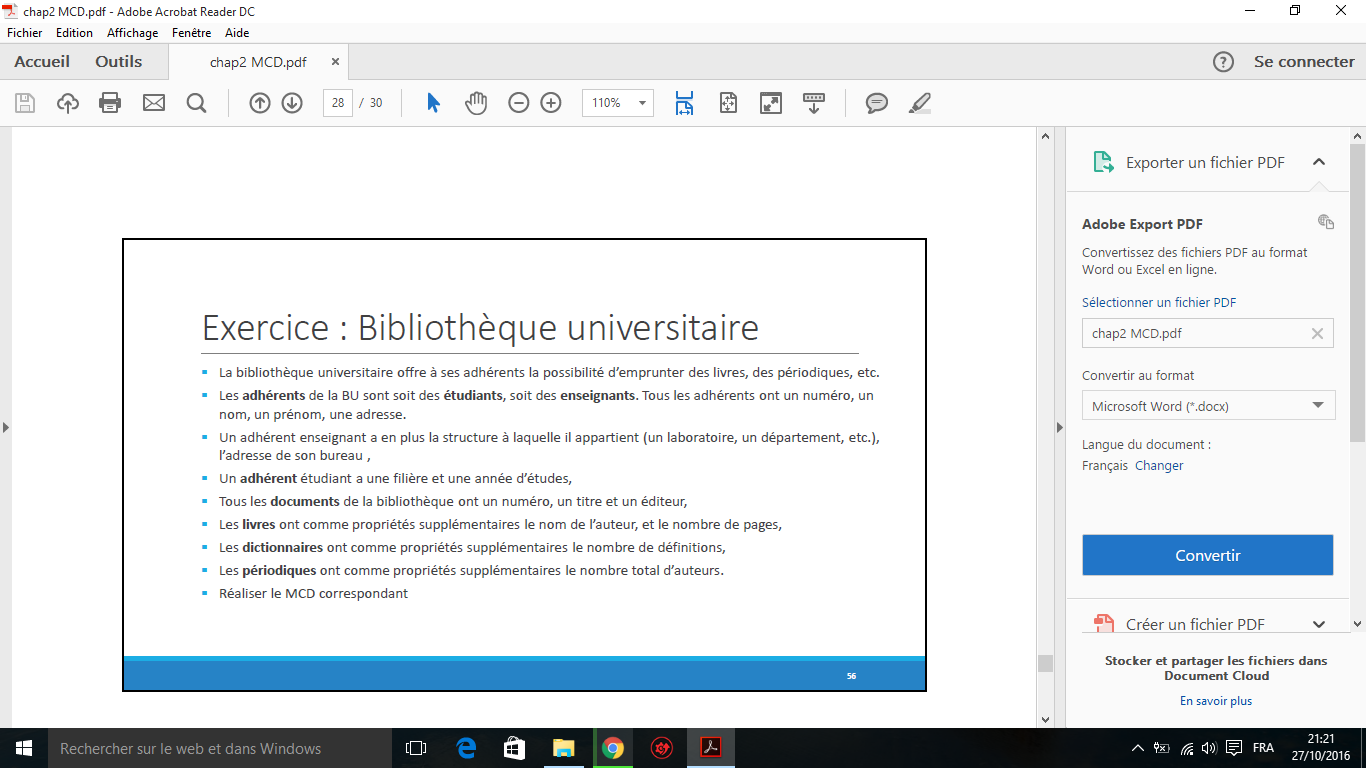 chap2 MCD.pdf - Adobe Acrobat Reader DC
Fichier Edition Affichage Fenêtre Aide
Accueil Outils chap2 MCD.pdf × ? Se connecter
28 / 30 110%
Exporter un fichier PDF
Adobe Export PDF
Convertissez des fichiers PDF au format
Word ou Excel en ligne.
Sélectionner un fichier PDF
chap2 MCD.pdf
Convertir au format
Microsoft Word (*.docx)
Langue du document :
Français Changer
Convertir
Créer un fichier PDF
Stocker et partager les fichiers dans
Document Cloud
En savoir plus
Exercice : Bibliothèque universitaire
La bibliothèque universitaire offre à ses adhérents la possibilité d’emprunter des livres, des périodiques, etc.
Les adhérents de la BU sont soit des étudiants, soit des enseignants. Tous les adhérents ont un numéro, un
nom, un prénom, une adresse.
Un adhérent enseignant a en plus la structure à laquelle il appartient (un laboratoire, un département, etc.),
l’adresse de son bureau ,
Un adhérent étudiant a une filière et une année d’études,
Tous les documents de la bibliothèque ont un numéro, un titre et un éditeur,
Les livres ont comme propriétés supplémentaires le nom de l’auteur, et le nombre de pages,
Les dictionnaires ont comme propriétés supplémentaires le nombre de définitions,
Les périodiques ont comme propriétés supplémentaires le nombre total d’auteurs.
Réaliser le MCD correspondant
56
Rechercher sur le web et dans Windows
FRA
21:21
27/10/2016